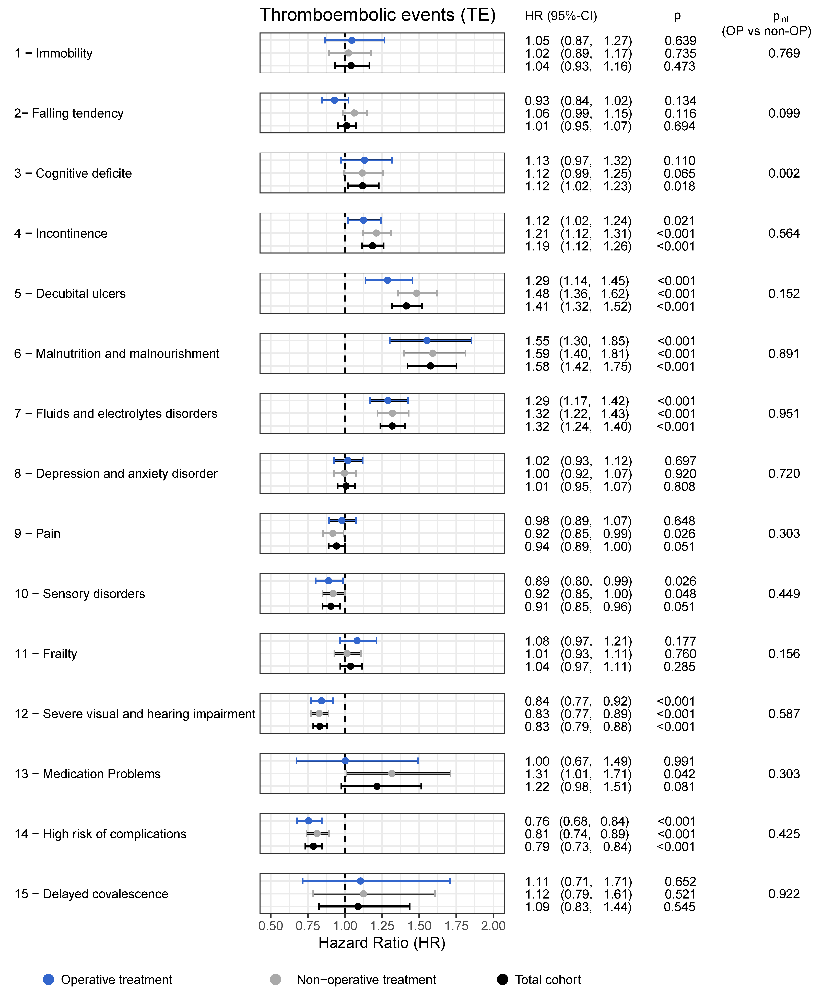 Thromboembolic events (TE) HR (95%-CI) p pint
(OP vs non-OP)
1.05 (0.87, 1.27) 0.639
1 − Immobility 1.02 (0.89, 1.17) 0.735 0.769
1.04 (0.93, 1.16) 0.473
0.93 (0.84, 1.02) 0.134
2− Falling tendency 1.06 (0.99, 1.15) 0.116 0.099
1.01 (0.95, 1.07) 0.694
1.13 (0.97, 1.32) 0.110
3 − Cognitive deficite 1.12 (0.99, 1.25) 0.065 0.002
1.12 (1.02, 1.23) 0.018
1.12 (1.02, 1.24) 0.021
4 − Incontinence 1.21 (1.12, 1.31) <0.001 0.564
1.19 (1.12, 1.26) <0.001
1.29 (1.14, 1.45) <0.001
5 − Decubital ulcers 1.48 (1.36, 1.62) <0.001 0.152
1.41 (1.32, 1.52) <0.001
1.55 (1.30, 1.85) <0.001
6 − Malnutrition and malnourishment 1.59 (1.40, 1.81) <0.001 0.891
1.58 (1.42, 1.75) <0.001
1.29 (1.17, 1.42) <0.001
7 − Fluids and electrolytes disorders 1.32 (1.22, 1.43) <0.001 0.951
1.32 (1.24, 1.40) <0.001
1.02 (0.93, 1.12) 0.697
8 − Depression and anxiety disorder 1.00 (0.92, 1.07) 0.920 0.720
1.01 (0.95, 1.07) 0.808
0.98 (0.89, 1.07) 0.648
9 − Pain 0.92 (0.85, 0.99) 0.026 0.303
0.94 (0.89, 1.00) 0.051
0.89 (0.80, 0.99) 0.026
10 − Sensory disorders 0.92 (0.85, 1.00) 0.048 0.449
0.91 (0.85, 0.96) 0.051
1.08 (0.97, 1.21) 0.177
11 − Frailty 1.01 (0.93, 1.11) 0.760 0.156
1.04 (0.97, 1.11) 0.285
0.84 (0.77, 0.92) <0.001
12 − Severe visual and hearing impairment 0.83 (0.77, 0.89) <0.001 0.587
0.83 (0.79, 0.88) <0.001
1.00 (0.67, 1.49) 0.991
13 − Medication Problems 1.31 (1.01, 1.71) 0.042 0.303
1.22 (0.98, 1.51) 0.081
0.76 (0.68, 0.84) <0.001
14 − High risk of complications 0.81 (0.74, 0.89) <0.001 0.425
0.79 (0.73, 0.84) <0.001
1.11 (0.71, 1.71) 0.652
15 − Delayed covalescence 1.12 (0.79, 1.61) 0.521 0.922
1.09 (0.83, 1.44) 0.545
0.50 0.75 1.00 1.25 1.50 1.75 2.00
Hazard Ratio (HR)
Operative treatment Non−operative treatment Total cohort